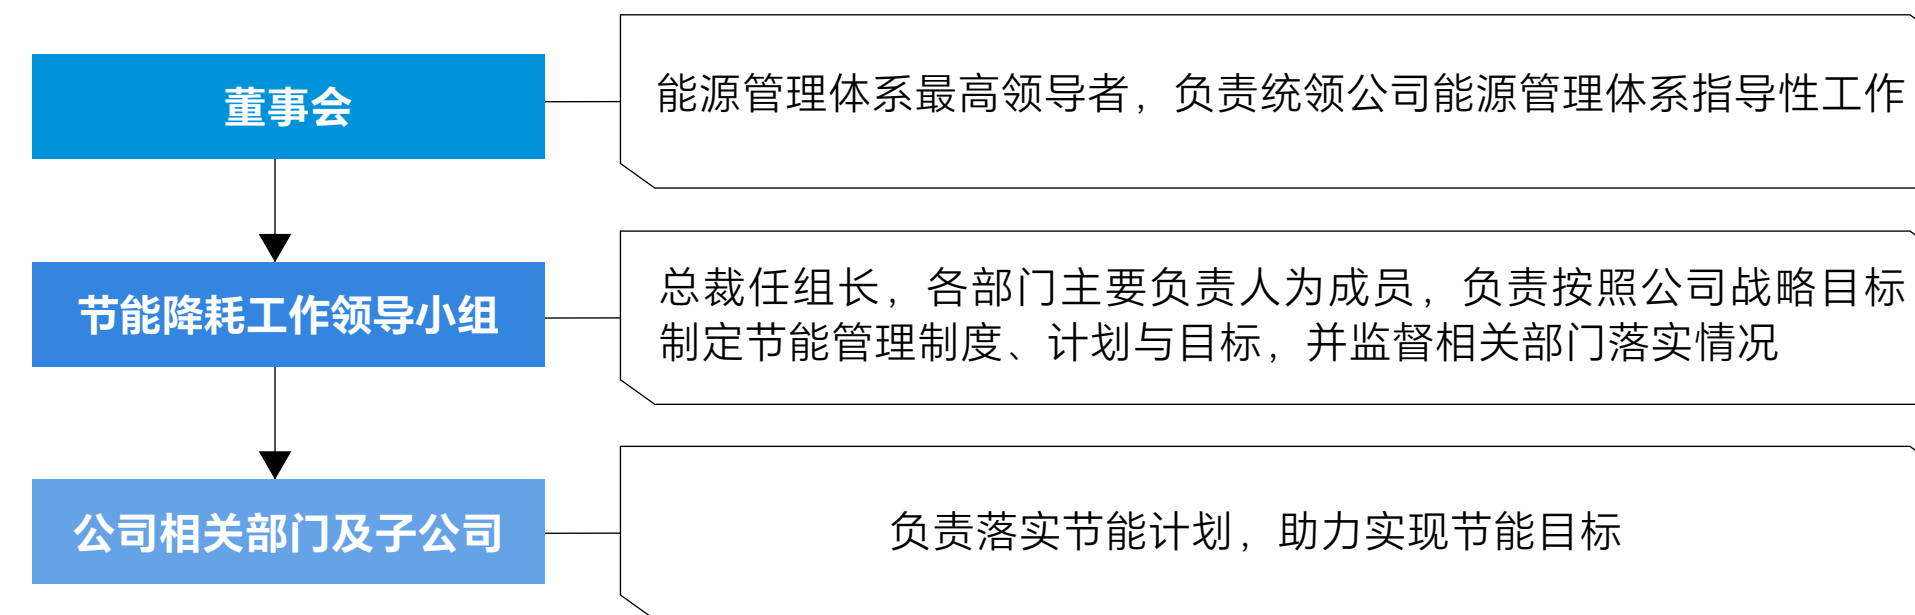 董事会
能源管理体系最高领导者，负责统领公司能源管理体系指导性工作
节能降耗工作领导小组
总裁任组长，各部门主要负责人为成员，负责按照公司战略目标
制定节能管理制度、计划与目标，并监督相关部门落实情况
公司相关部门及子公司
负责落实节能计划，助力实现节能目标